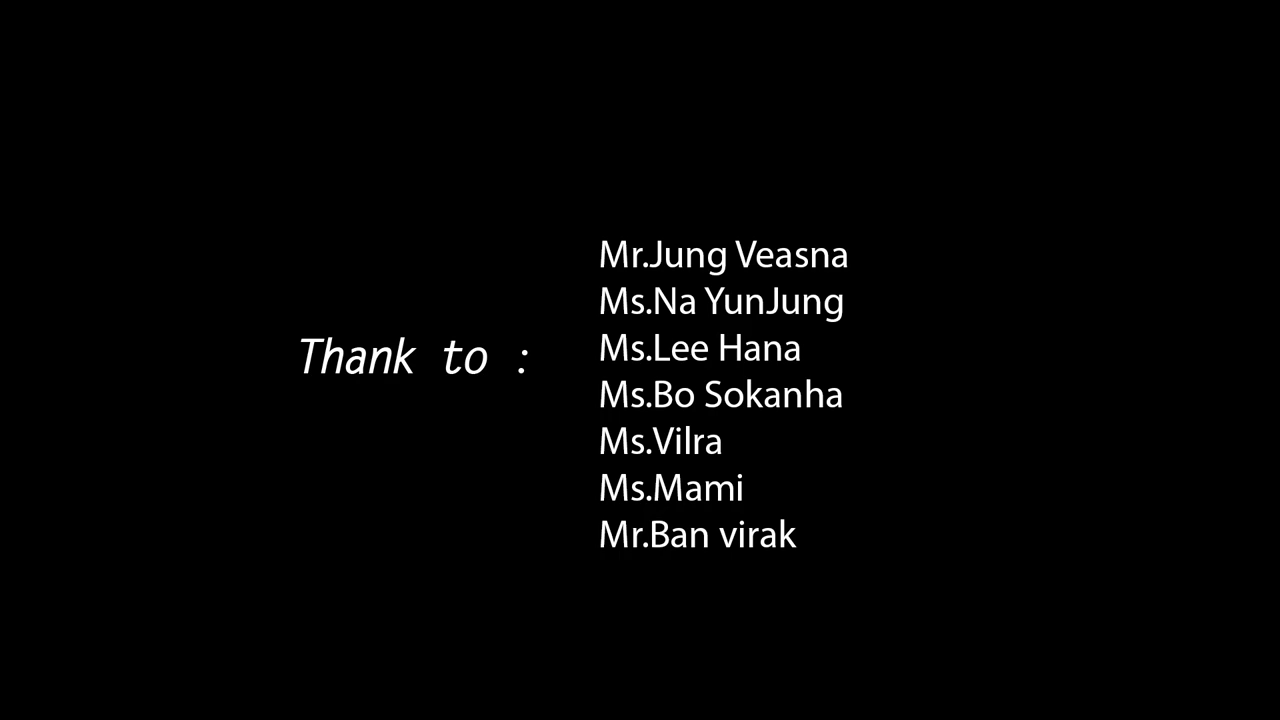 Thank to :
Mr.Jung Veasna
Ms.Na YunJung
Ms.Lee Hana
Ms.Bo Sokanha
Ms.Vilra
Ms.Mami
Mr.Ban virak